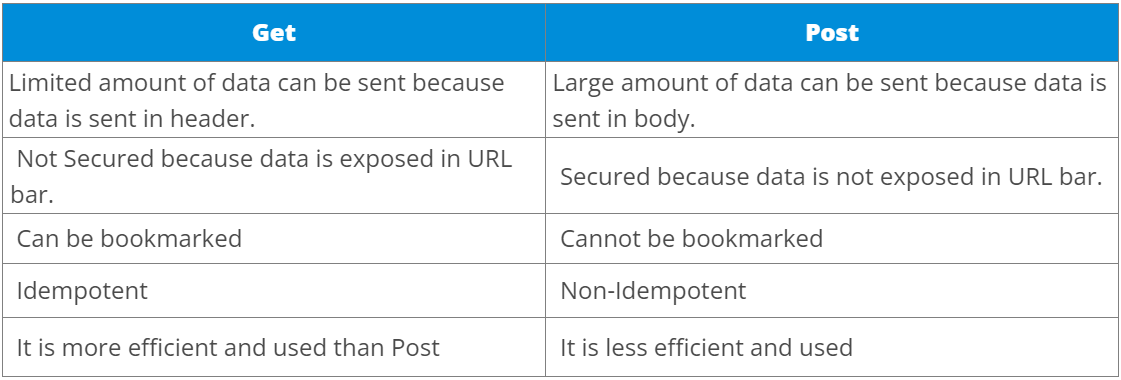 Get Post
Limited amount of data can be sent because
data is sent in header.
Large amount of data can be sent because data is
sent in body.
Not Secured because data is exposed in URL
bar.
Secured because data is not exposed in URL bar.
Can be bookmarked
Cannot be bookmarked
Idempotent
Non-Idempotent
It is more efficient and used than Post
It is less efficient and used